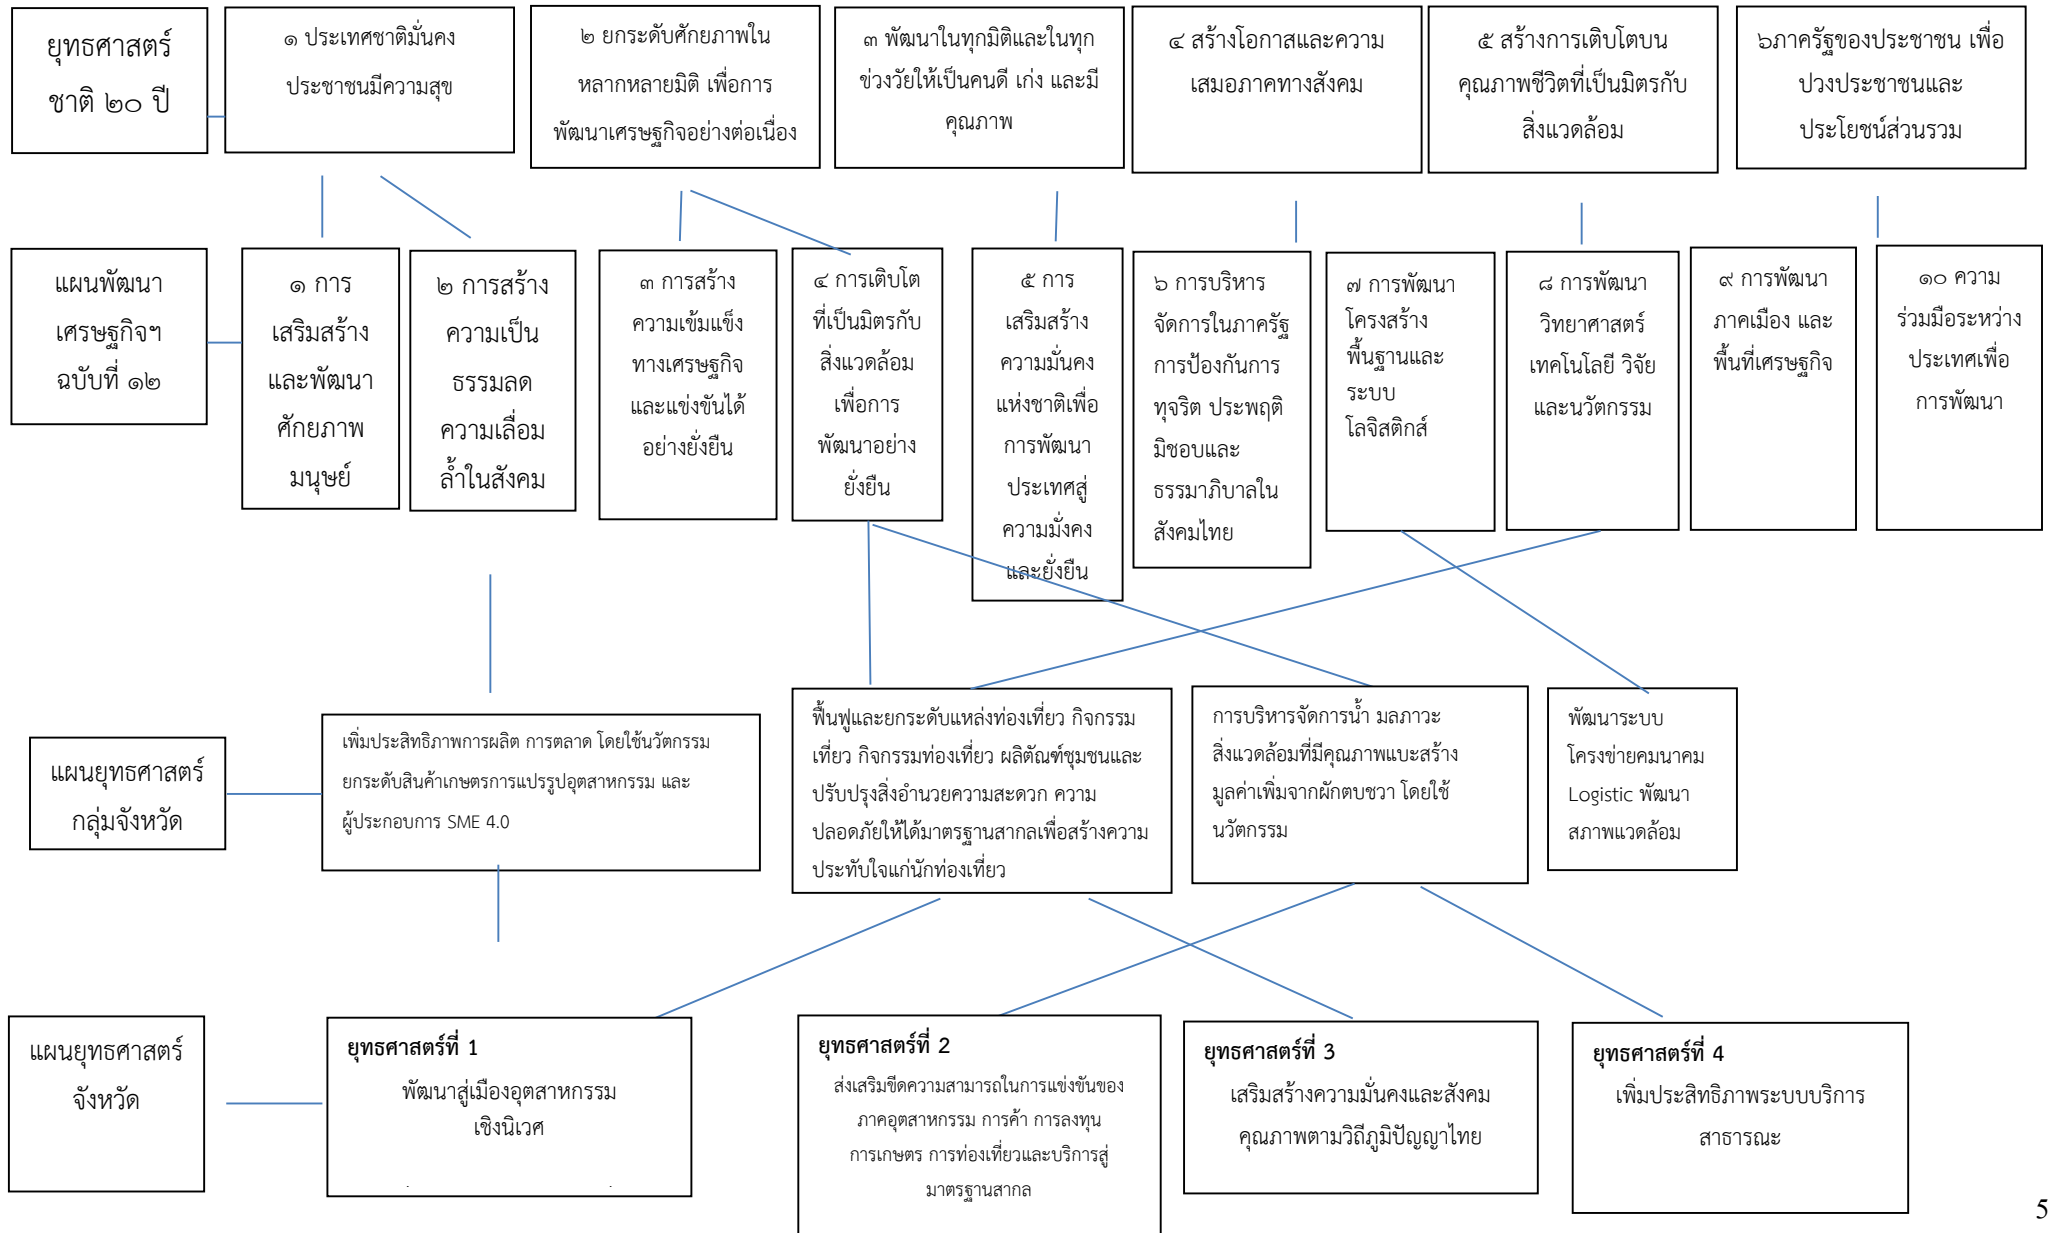 ยุทธศาสตร์
ชาติ ๒๐ ปี
๑ ประเทศชาติมั่นคง
ประชาชนมีความสุข
๒ ยกระดับศักยภาพใน
หลากหลายมิติ เพื่อการ
พัฒนาเศรษฐกิจอย่างต่อเนื่อง
๓ พัฒนาในทุกมิติและในทุก
ช่วงวัยให้เป็นคนดี เก่ง และมี
คุณภาพ
๔ สร้างโอกาสและความ
เสมอภาคทางสังคม
๕ สร้างการเติบโตบน
คุณภาพชีวิตที่เป็นมิตรกับ
สิ่งแวดล้อม
๖ภาครัฐของประชาชน เพื่อ
ปวงประชาชนและ
ประโยชน์ส่วนรวม
แผนพัฒนา
เศรษฐกิจฯ
ฉบับที่ ๑๒
๑ การ
เสริมสร้าง
และพัฒนา
ศักยภาพ
มนุษย์
๒ การสร้าง
ความเป็น
ธรรมลด
ความเลื่อม
ล้ำในสังคม
๓ การสร้าง
ความเข้มแข็ง
ทางเศรษฐกิจ
และแข่งขันได้
อย่างยั่งยืน
๔ การเติบโต
ที่เป็นมิตรกับ
สิ่งแวดล้อม
เพื่อการ
พัฒนาอย่าง
ยั่งยืน
๕ การ
เสริมสร้าง
ความมั่นคง
แห่งชาติเพื่อ
การพัฒนา
ประเทศสู่
ความมั่งคง
และยั่งยืน
๖ การบริหาร
จัดการในภาครัฐ
การป้องกันการ
ทุจริต ประพฤติ
มิชอบและ
ธรรมาภิบาลใน
สังคมไทย
๗ การพัฒนา
โครงสร้าง
พื้นฐานและ
ระบบ
โลจิสติกส์
๘ การพัฒนา
วิทยาศาสตร์
เทคโนโลยี วิจัย
และนวัตกรรม
๙ การพัฒนา
ภาคเมือง และ
พื้นที่เศรษฐกิจ
๑๐ ความ
ร่วมมือระหว่าง
ประเทศเพื่อ
การพัฒนา
แผนยุทธศาสตร์
กลุ่มจังหวัด
เพิ่มประสิทธิภาพการผลิต การตลาด โดยใช้นวัตกรรม
ยกระดับสินค้าเกษตรการแปรรูปอุตสาหกรรม และ
ผู้ประกอบการ SME 4.0
ฟื้นฟูและยกระดับแหล่งท่องเที่ยว กิจกรรม
เที่ยว กิจกรรมท่องเที่ยว ผลิตัณฑ์ชุมชนและ
ปรับปรุงสิ่งอำนวยความสะดวก ความ
ปลอดภัยให้ได้มาตรฐานสากลเพื่อสร้างความ
ประทับใจแก่นักท่องเที่ยว
การบริหารจัดการน้ำ มลภาวะ
สิ่งแวดล้อมที่มีคุณภาพแบะสร้าง
มูลค่าเพิ่มจากผักตบชวา โดยใช้
นวัตกรรม
พัฒนาระบบ
โครงข่ายคมนาคม
Logistic พัฒนา
สภาพแวดล้อม
แผนยุทธศาสตร์
จังหวัด
ยุทธศาสตร์ที่ 1
พัฒนาสู่เมืองอุตสาหกรรม
เชิงนิเวศ
ยุทธศาสตร์ที่ 2
ส่งเสริมขีดความสามารถในการแข่งขันของ
ภาคอุตสาหกรรม การค้า การลงทุน
การเกษตร การท่องเที่ยวและบริการสู่
มาตรฐานสากล
ยุทธศาสตร์ที่ 3
เสริมสร้างความมั่นคงและสังคม
คุณภาพตามวิถีภูมิปัญญาไทย
ยุทธศาสตร์ที่ 4
เพิ่มประสิทธิภาพระบบบริการ
สาธารณะ
5